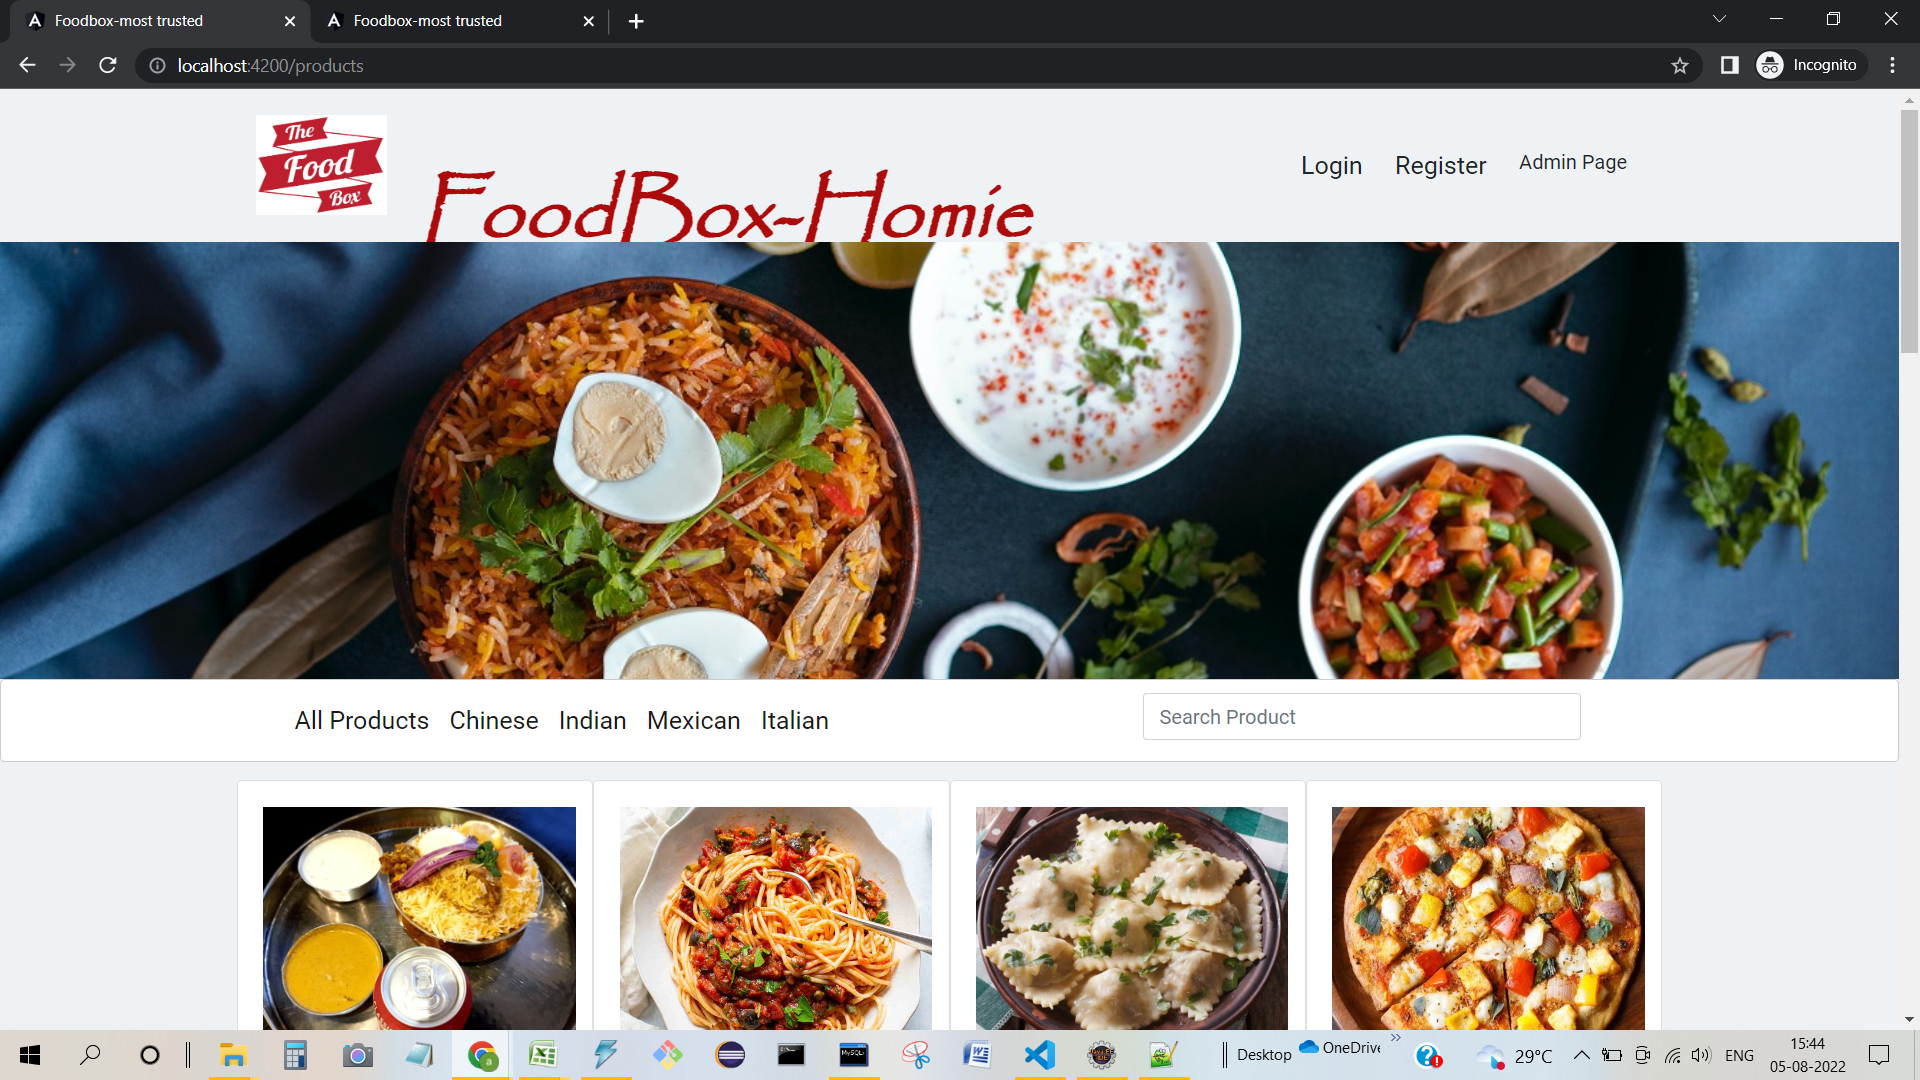 Foodbox-most trusted
Foodbox-most trusted
localhost:4200/products
Incognito
The
Food
Box
FoodBox-Homie
Login Register Admin Page
All Products Chinese Indian Mexican Italian
Search Product
MySQL
Desktop
OneDrive
29°C
ENG
15:44
05-08-2022